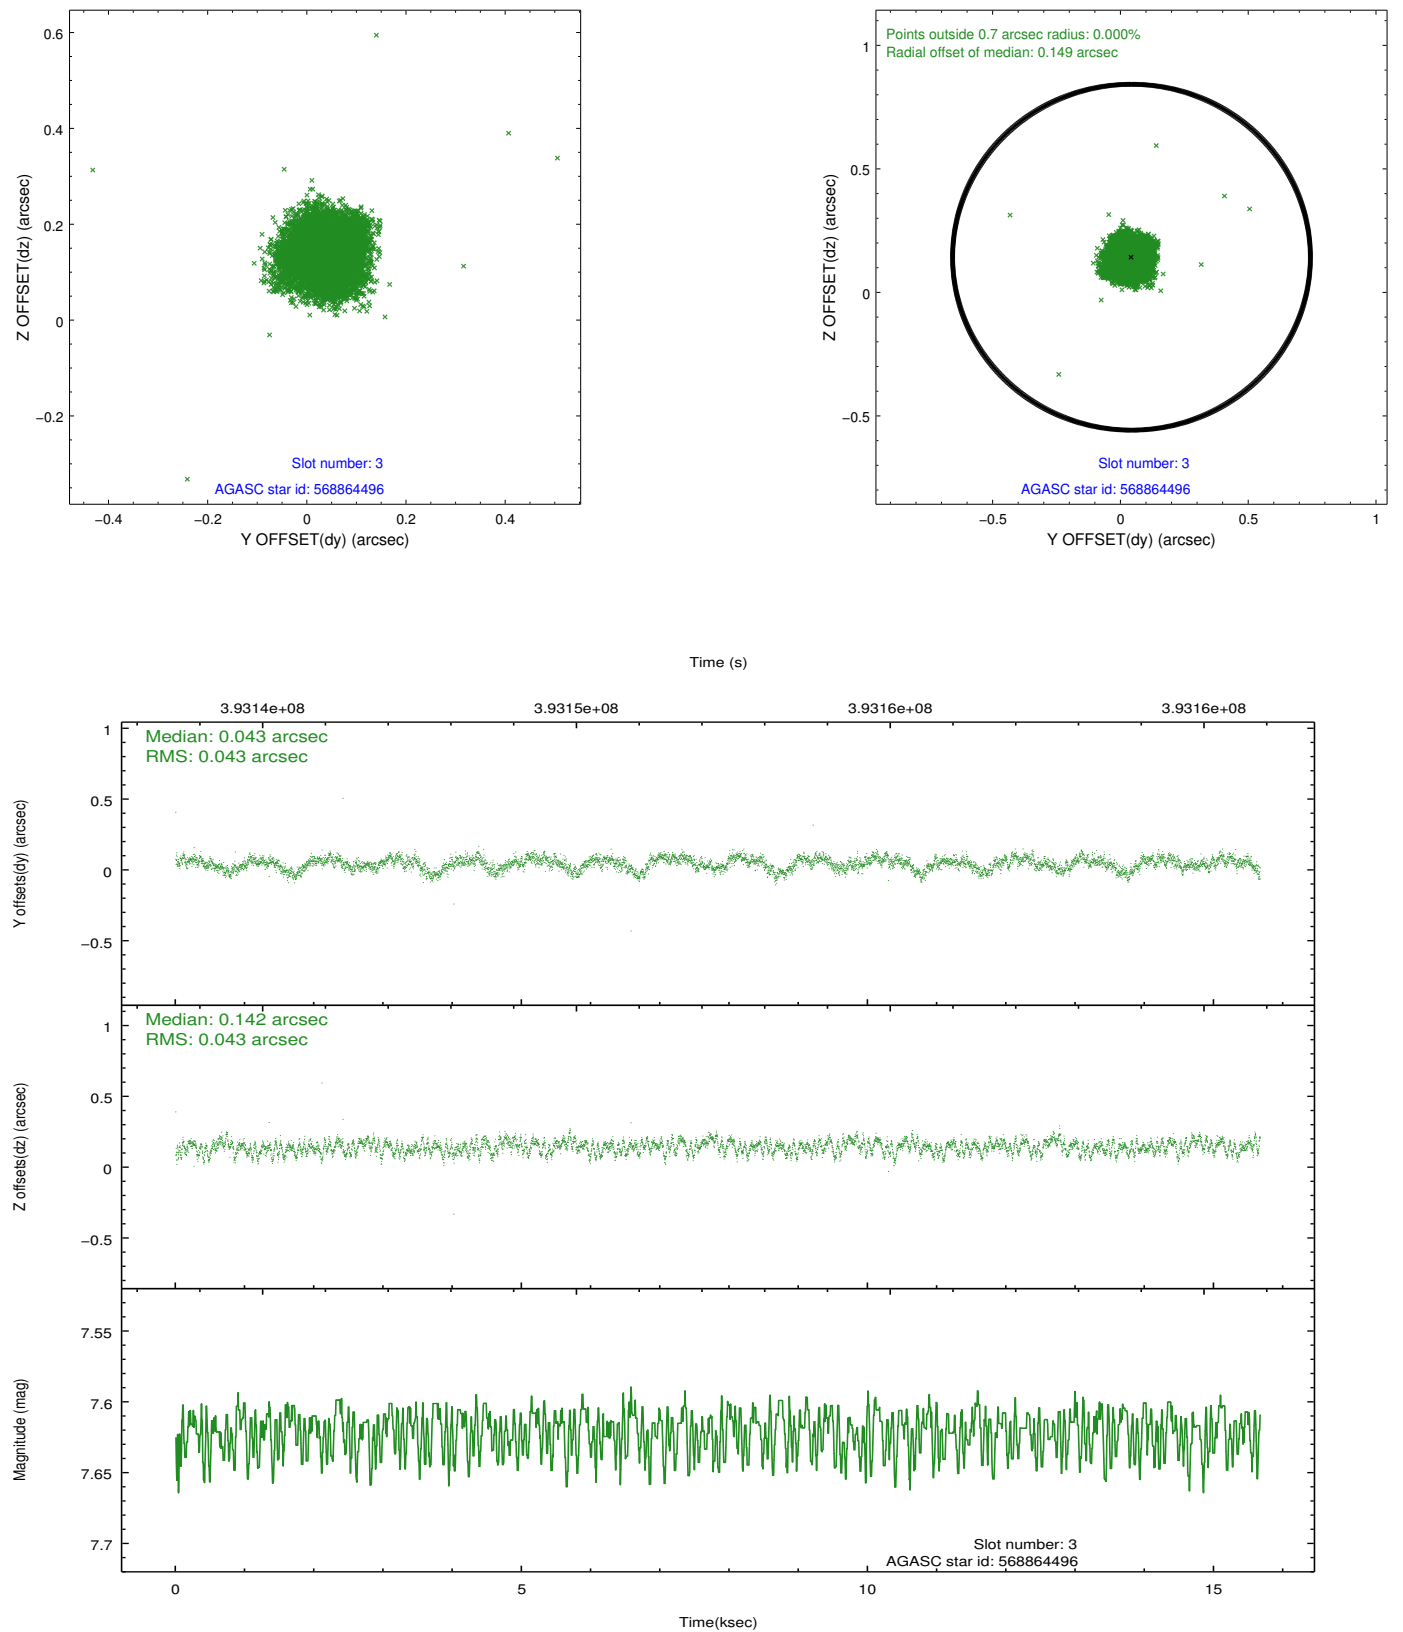 0.6
0.4
0.2
0
−0.2
Z OFFSET(dz) (arcsec)
Slot number: 3
AGASC star id: 568864496
−0.4
−0.2
0
0.2
0.4
Y OFFSET(dy) (arcsec)
Points outside 0.7 arcsec radius: 0.000%
Radial offset of median: 0.149 arcsec
1
0.5
0
−0.5
Z OFFSET(dz) (arcsec)
Slot number: 3
AGASC star id: 568864496
−0.5
0
0.5
1
Y OFFSET(dy) (arcsec)
Time (s)
3.9314e+08
3.9315e+08
3.9316e+08
3.9316e+08
Median: 0.043 arcsec
RMS: 0.043 arcsec
1
0.5
0
−0.5
Y offsets(dy) (arcsec)
Median: 0.142 arcsec
RMS: 0.043 arcsec
1
0.5
0
−0.5
Z offsets(dz) (arcsec)
7.55
7.6
7.65
7.7
Magnitude (mag)
Slot number: 3
AGASC star id: 568864496
0
5
10
15
Time(ksec)